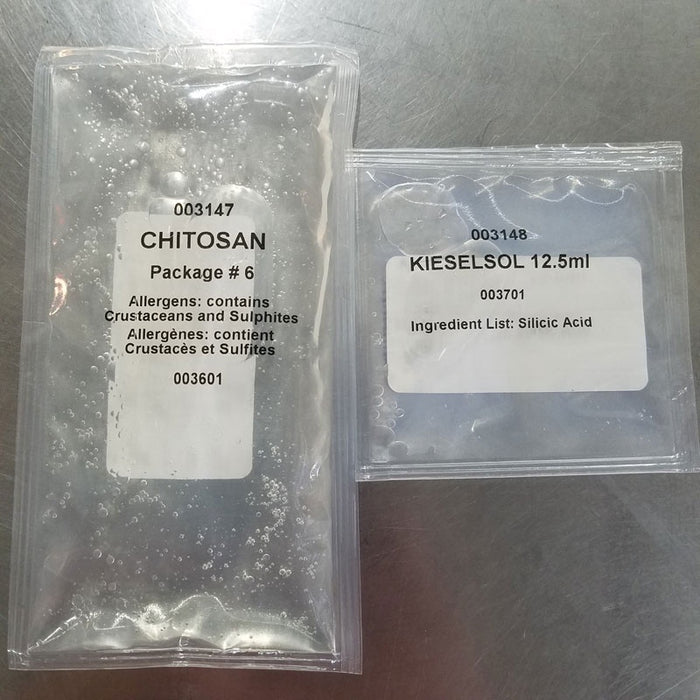 003147
CHITOSAN
Package # 6
Allergens: contains
Crustaceans and Sulphites
Allergènes: contient
Crustacès et Sulfites
003601
003148
KIESELSOL 12.5ml
003701
Ingredient List: Silicic Acid